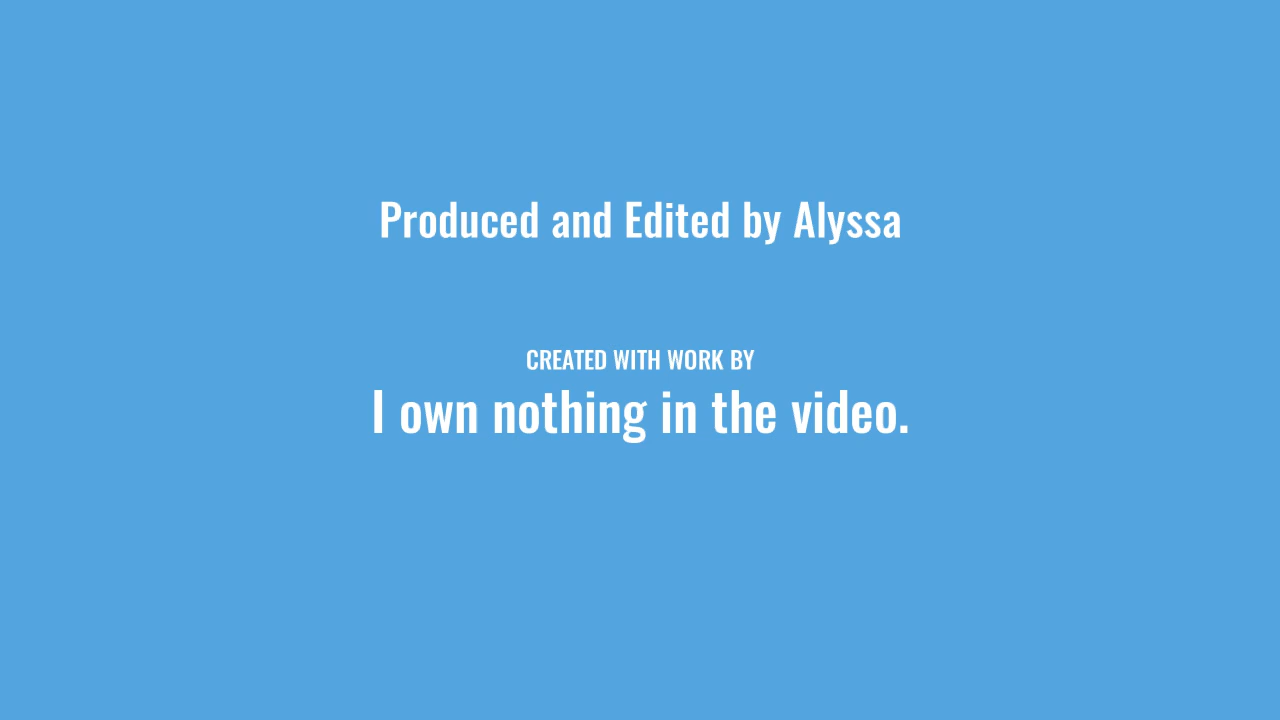 Produced and Edited by Alyssa
CREATED WITH WORK BY
I own nothing in the video.